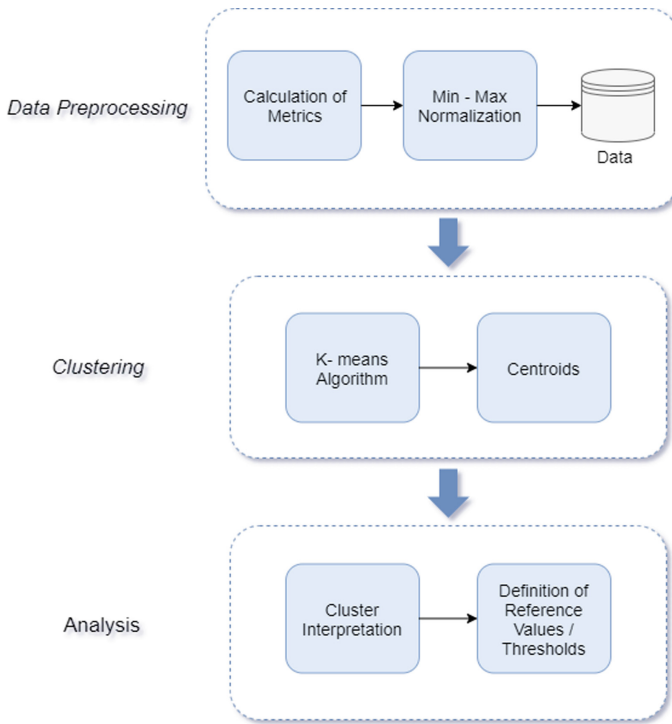 Data Preprocessing
Calculation of
Metrics
Min - Max
Normalization
Data
Clustering
K- means
Algorithm
Centroids
Analysis
Cluster
Interpretation
Definition of
Reference
Values /
Thresholds